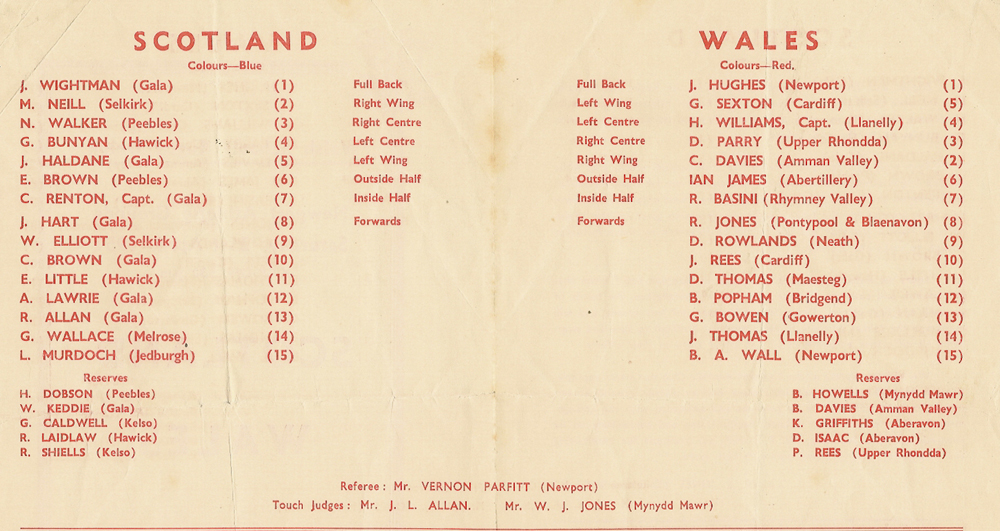 SCOTLAND
Colours—Blue
J. WIGHTMAN (Gala) (1) Full Back
M. NEILL (Selkirk) (2) Right Wing
N. WALKER (Peebles) (3) Right Centre
G. BUNYAN (Hawick) (4) Left Centre
J. HALDANE (Gala) (5) Left Wing
E. BROWN (Peebles) (6) Outside Half
C. RENTON, Capt. (Gala) (7) Inside Half
J. HART (Gala) (8) Forwards
W. ELLIOTT (Selkirk) (9)
C. BROWN (Gala) (10)
E. LITTLE (Hawick) (11)
A. LAWRIE (Gala) (12)
R. ALLAN (Gala) (13)
G. WALLACE (Melrose) (14)
L. MURDOCH (Jedburgh) (15)
Reserves
H. DOBSON (Peebles)
W. KEDDIE (Gala)
G. CALDWELL (Kelso)
R. LAIDLAW (Hawick)
R. SHIELLS (Kelso)
WALES
Colours—Red.
Full Back J. HUGHES (Newport) (1)
Left Wing G. SEXTON (Cardiff) (5)
Left Centre H. WILLIAMS, Capt. (Llanelly) (4)
Right Centre D. PARRY (Upper Rhondda) (3)
Right Wing C. DAVIES (Amman Valley) (2)
Outside Half IAN JAMES (Abertillery) (6)
Inside Half R. BASINI (Rhymney Valley) (7)
Forwards R. JONES (Pontypool & Blaenavon) (8)
D. ROWLANDS (Neath) (9)
J. REES (Cardiff) (10)
D. THOMAS (Maesteg) (11)
B. POPHAM (Bridgend) (12)
G. BOWEN (Gowerton) (13)
J. THOMAS (Llanelly) (14)
B. A. WALL (Newport) (15)
Reserves
B. HOWELLS (Mynydd Mawr)
B. DAVIES (Amman Valley)
K. GRIFFITHS (Aberavon)
D. ISAAC (Aberavon)
P. REES (Upper Rhondda)
Referee : Mr. VERNON PARFITT (Newport)
Touch Judges : Mr. J. L. ALLAN. Mr. W. J. JONES (Mynydd Mawr)